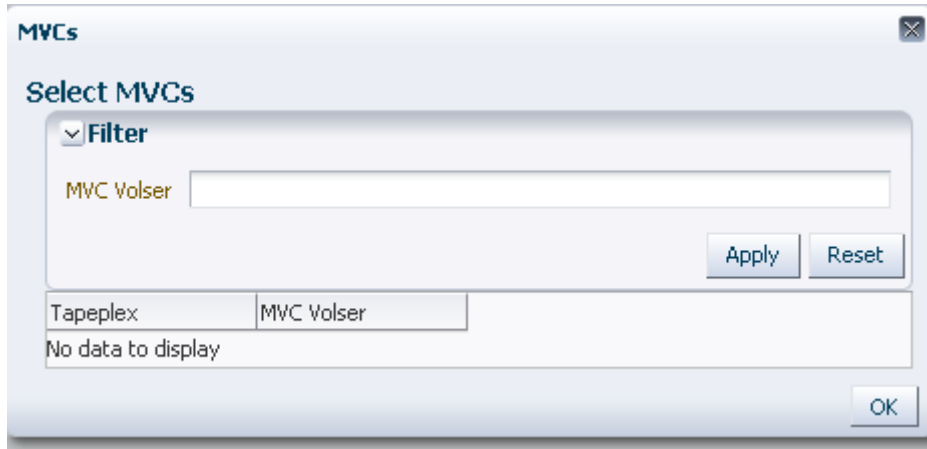 MVCs
Select MVCs
Filter
MVC Volser
Apply Reset
Tapeplex MVC Volser
No data to display
OK